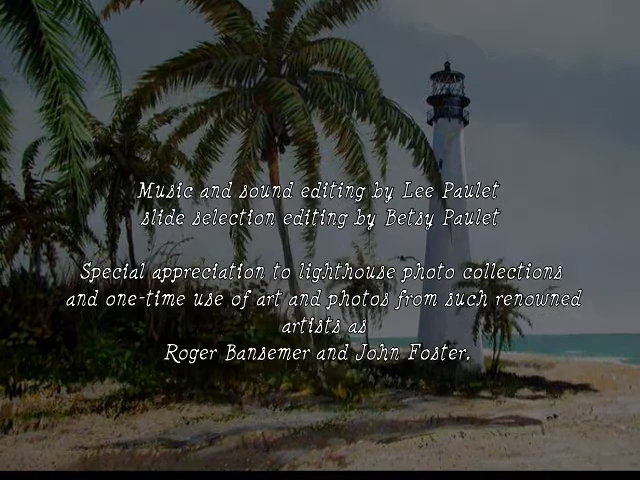 Music and sound editing by Lee Paulet
slide selection editing by Betsy Paulet
Special appreciation to lighthouse photo collections
and one-time use of art and photos from such renowned
artists as
Roger Bansemer and John Foster.